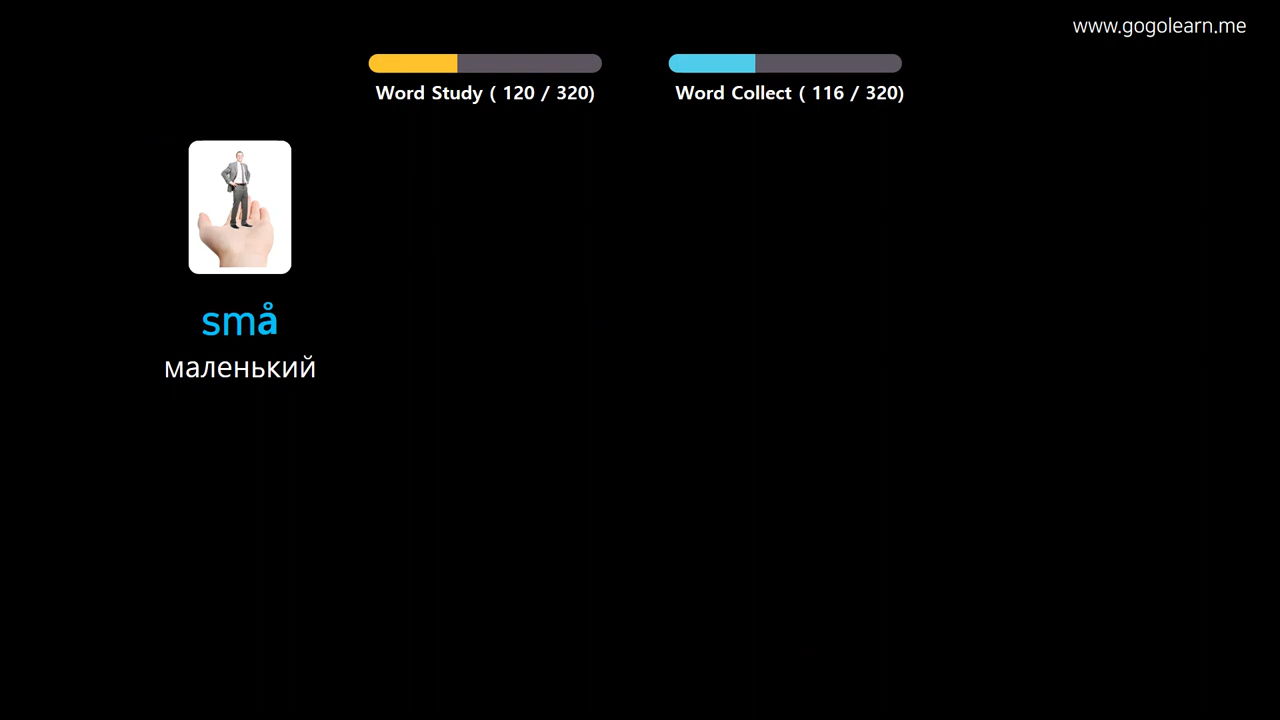 www.gogolearn.me
Word Study ( 120 / 320)
Word Collect ( 116 / 320)
små
маленький